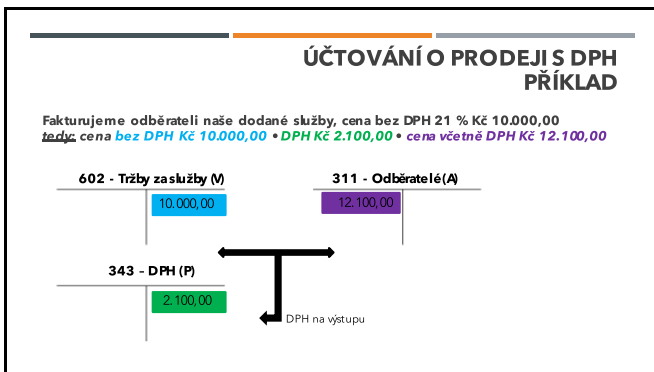 ÚČTOVÁNÍ O PRODEJI S DPH
PŘÍKLAD
Fakturujeme odběrateli naše dodané služby, cena bez DPH 21 % Kč 10.000,00
tedy: cena bez DPH Kč 10.000,00 • DPH Kč 2.100,00 • cena včetně DPH Kč 12.100,00
602 - Tržby za služby (V)
311 - Odběratelé (A)
10.000,00
12.100,00
343 – DPH (P)
2.100,00
DPH na výstupu